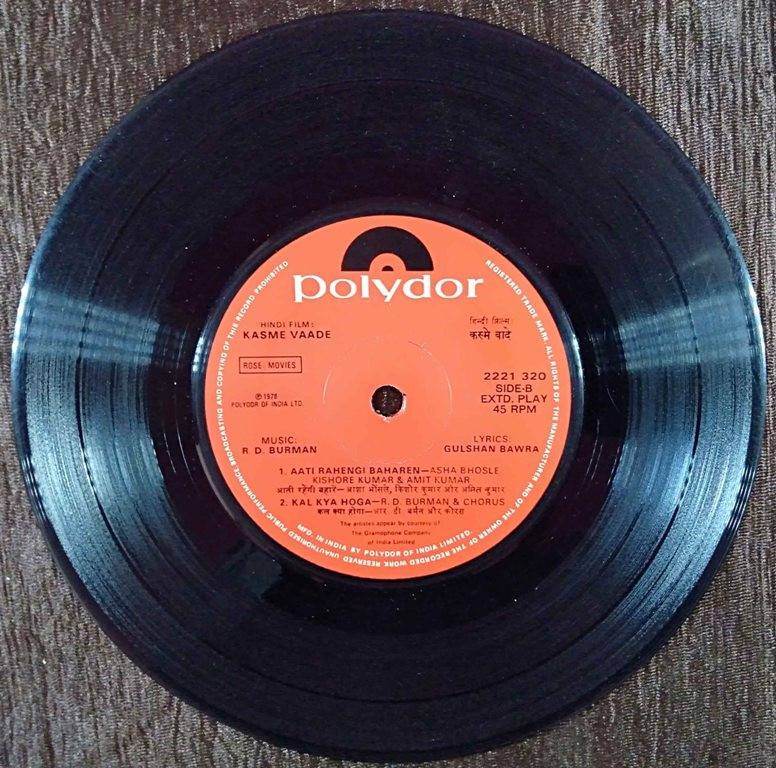 polydor
HINDI FILM:
KASME VAADE
हिन्दी फ़िल्म:
कस्मे वादे
ROSE MOVIES
℗ 1978
POLYDOR OF INDIA LTD.
2221 320
SIDE-B
EXTD. PLAY
45 RPM
MUSIC:
R. D. BURMAN
LYRICS:
GULSHAN BAWRA
1. AATI RAHENGI BAHAREN—ASHA BHOSLE
KISHORE KUMAR & AMIT KUMAR
आती रहेंगी बहारें—आशा भोंसले, किशोर कुमार और अमित कुमार
2. KAL KYA HOGA—R. D. BURMAN & CHORUS
कल क्या होगा—आर. डी. बर्मन और कोरस
The artistes appear by courtesy of
The Gramophone Company
of India Limited
MFD. IN INDIA BY POLYDOR OF INDIA LIMITED.
REGISTERED TRADE MARK. ALL RIGHTS OF THE MANUFACTURER AND OF THE OWNER OF THE RECORDED WORK RESERVED UNAUTHORISED PUBLIC PERFORMANCE BROADCASTING AND COPYING OF THIS RECORD PROHIBITED